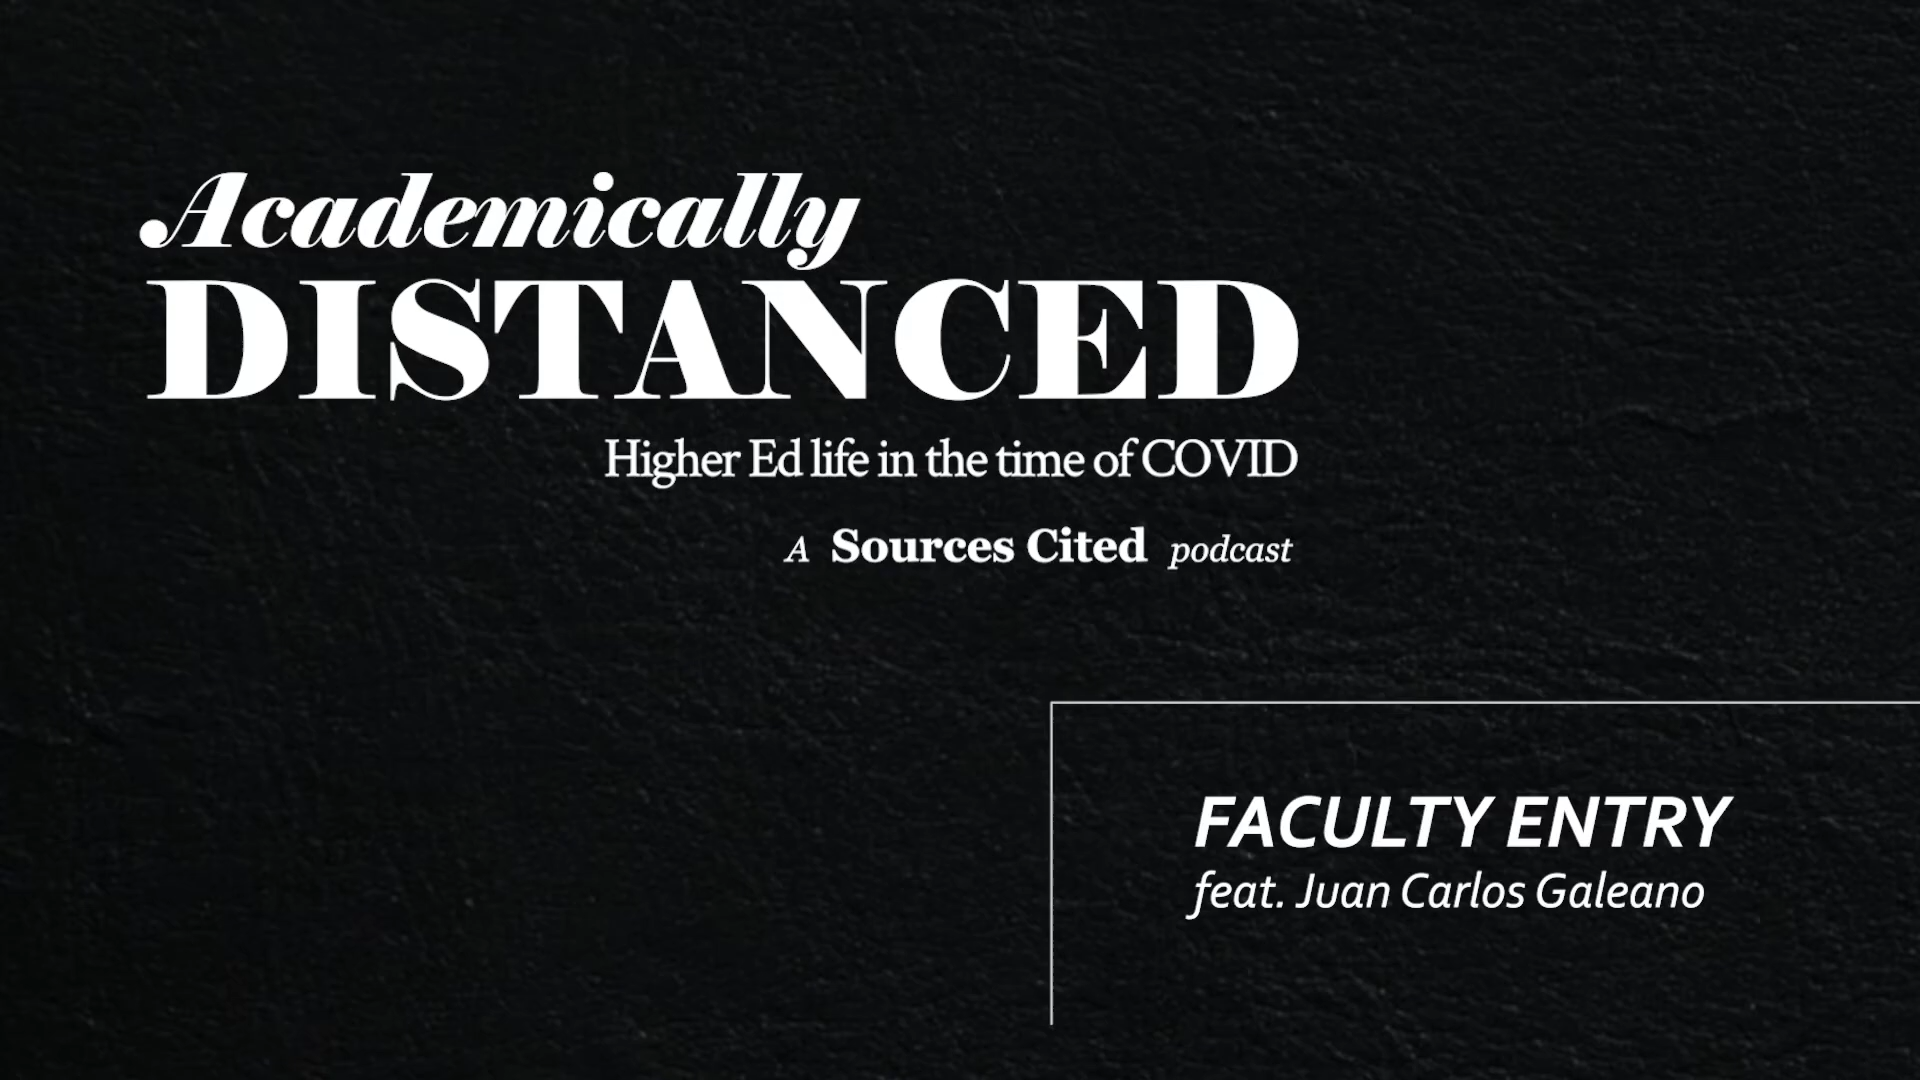 Academically
DISTANCED
Higher Ed life in the time of COVID
A Sources Cited podcast
FACULTY ENTRY
feat. Juan Carlos Galeano